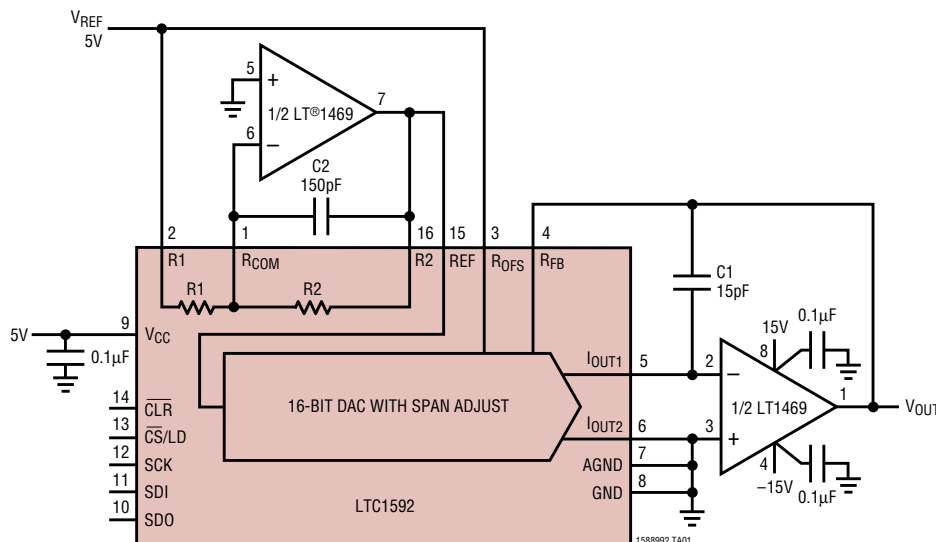 VREF
5V
5
+
1/2 LT®1469
7
6
–
C2
150pF
2
1
16
15
3
4
R1
RCOM
R2
REF
ROFS
RFB
R1
R2
C1
15pF
5V
9
VCC
0.1µF
15V
0.1µF
8
IOUT1
5
2
–
16-BIT DAC WITH SPAN ADJUST
1/2 LT1469
1
VOUT
14
CLR
IOUT2
6
3
+
13
CS/LD
12
SCK
AGND
7
4
–15V
0.1µF
11
SDI
GND
8
10
SDO
LTC1592
1588992 TA01